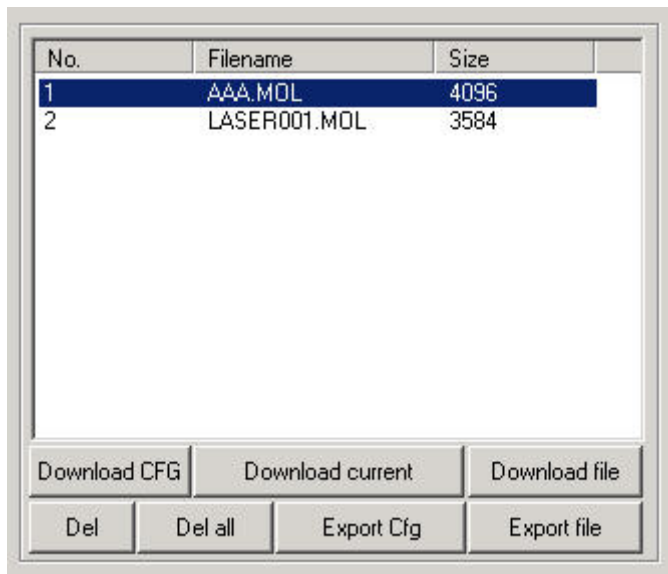 No. Filename Size
1 AAA.MOL 4096
2 LASER001.MOL 3584
Download CFG Download current Download file
Del Del all Export Cfg Export file